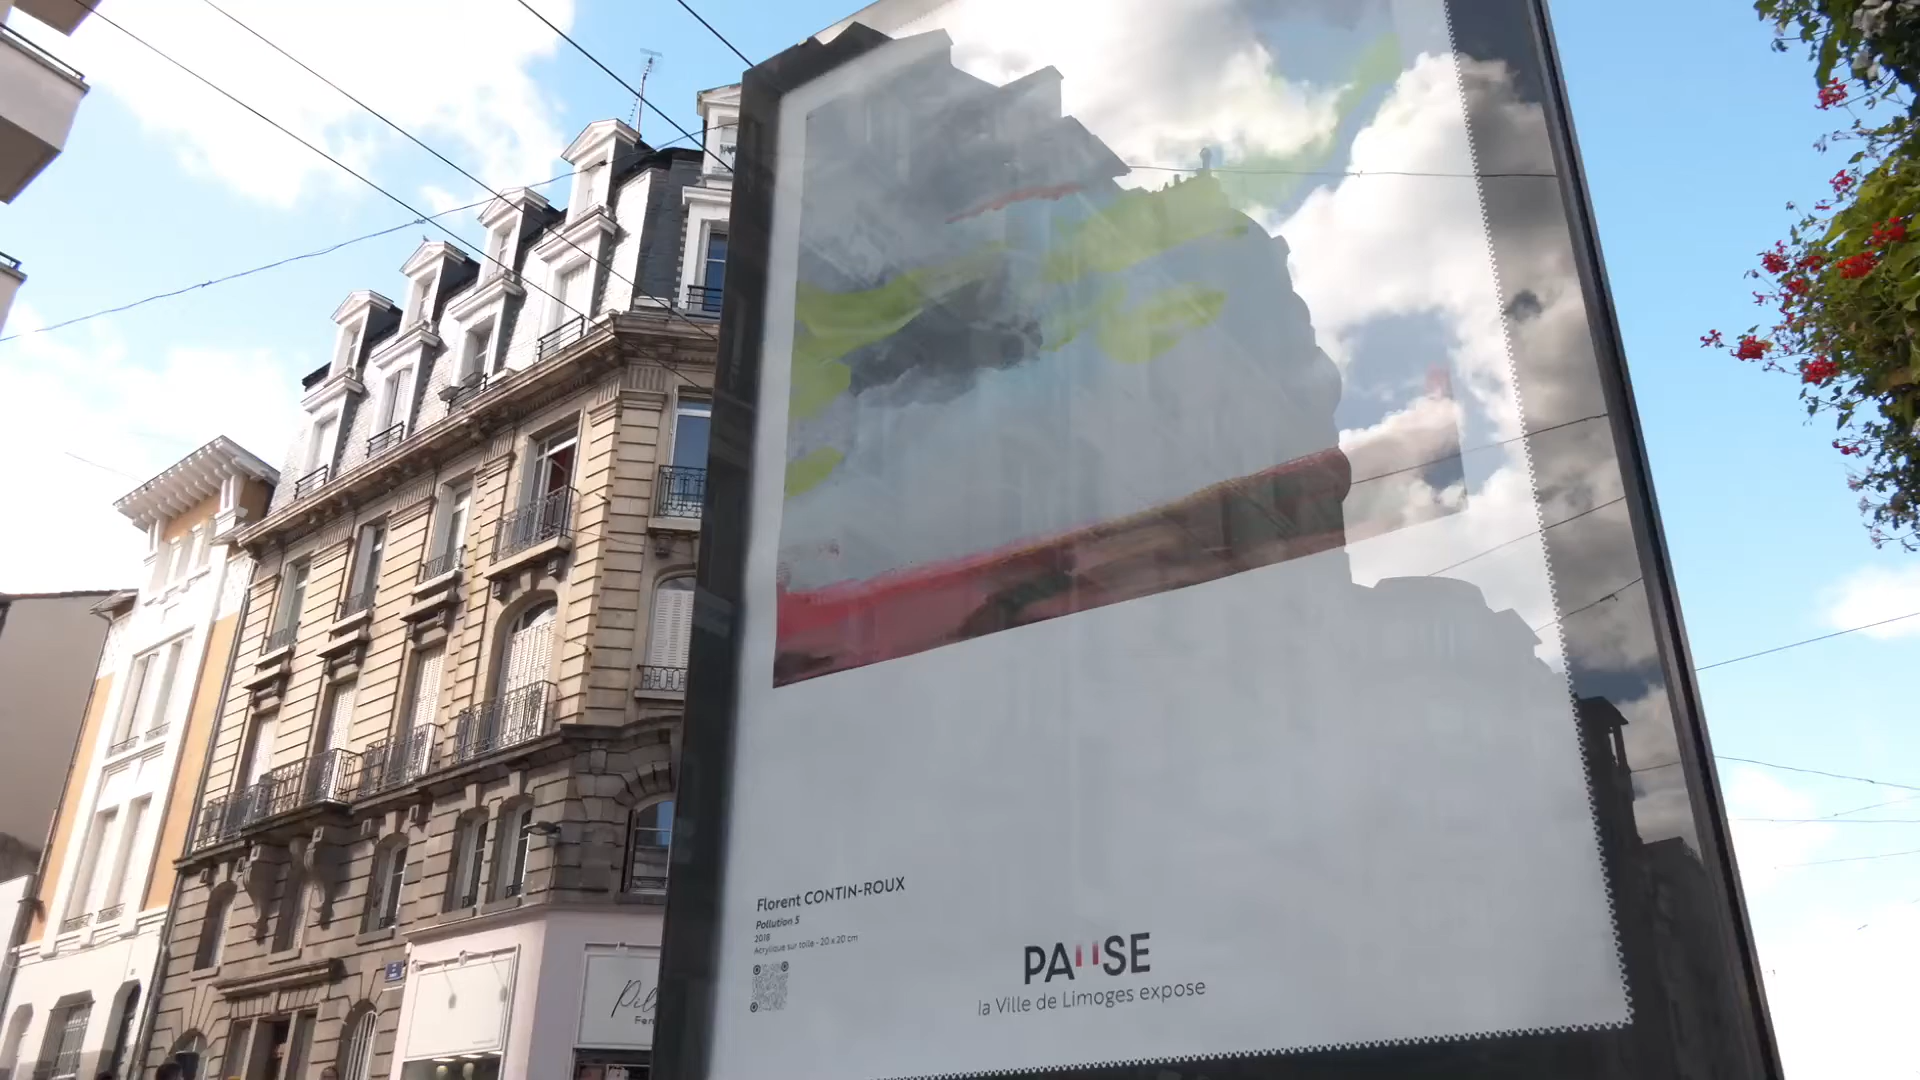 Florent CONTIN-ROUX
Pollution 5
2018
Acrylique sur toile - 20 x 20 cm
PAUSE
la Ville de Limoges expose